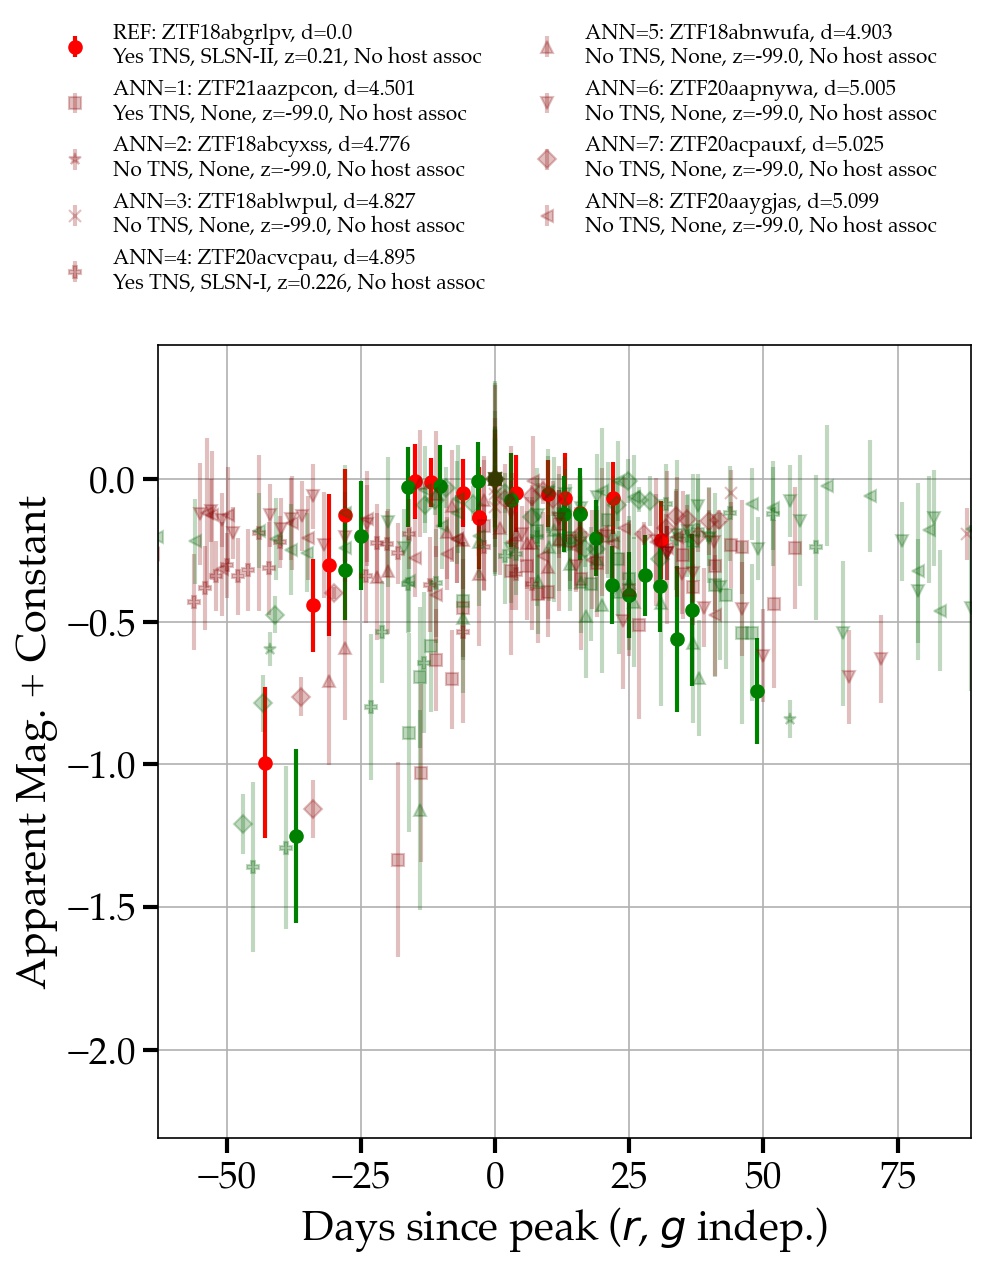 REF: ZTF18abgrlpv, d=0.0
Yes TNS, SLSN-II, z=0.21, No host assoc
ANN=1: ZTF21aazpcon, d=4.501
Yes TNS, None, z=-99.0, No host assoc
ANN=2: ZTF18abcyxss, d=4.776
No TNS, None, z=-99.0, No host assoc
ANN=3: ZTF18ablwpul, d=4.827
No TNS, None, z=-99.0, No host assoc
ANN=4: ZTF20acvcpau, d=4.895
Yes TNS, SLSN-I, z=0.226, No host assoc
ANN=5: ZTF18abnwufa, d=4.903
No TNS, None, z=-99.0, No host assoc
ANN=6: ZTF20aapnywa, d=5.005
No TNS, None, z=-99.0, No host assoc
ANN=7: ZTF20acpauxf, d=5.025
No TNS, None, z=-99.0, No host assoc
ANN=8: ZTF20aaygjas, d=5.099
No TNS, None, z=-99.0, No host assoc
Apparent Mag. + Constant
0.0
−0.5
−1.0
−1.5
−2.0
−50
−25
0
25
50
75
Days since peak (r, g indep.)